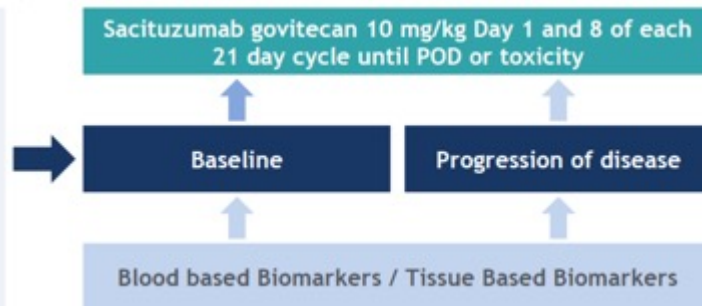 Sacituzumab govitecan 10 mg/kg Day 1 and 8 of each
21 day cycle until POD or toxicity
Baseline
Progression of disease
Blood based Biomarkers / Tissue Based Biomarkers